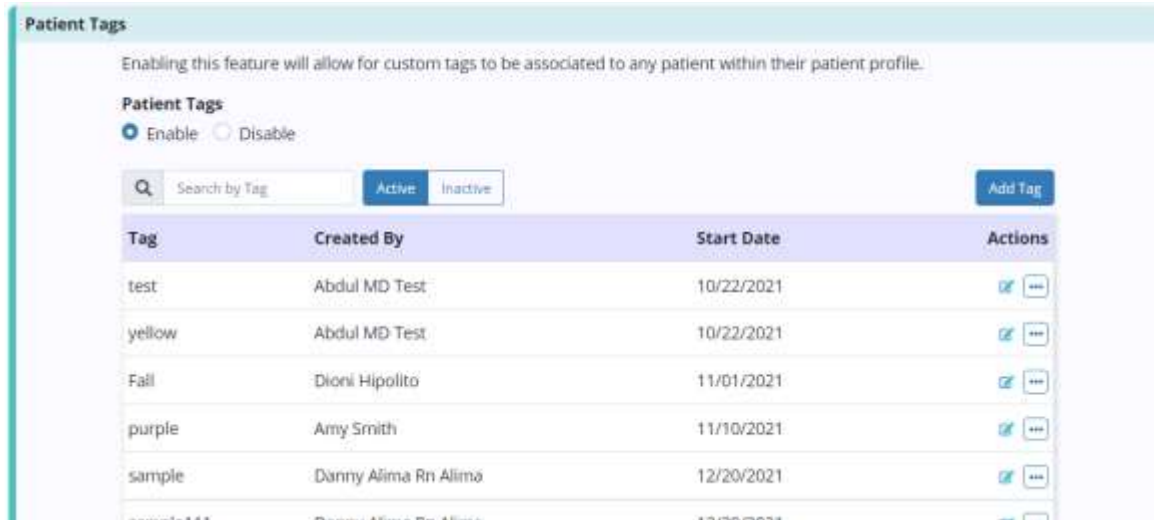 Patient Tags
Enabling this feature will allow for custom tags to be associated to any patient within their patient profile.
Patient Tags
Enable Disable
Search by Tag Active Inactive Add Tag
Tag Created By Start Date Actions
test Abdul MD Test 10/22/2021
yellow Abdul MD Test 10/22/2021
Fall Dioni Hipolito 11/01/2021
purple Amy Smith 11/10/2021
sample Danny Alima Rn Alima 12/20/2021